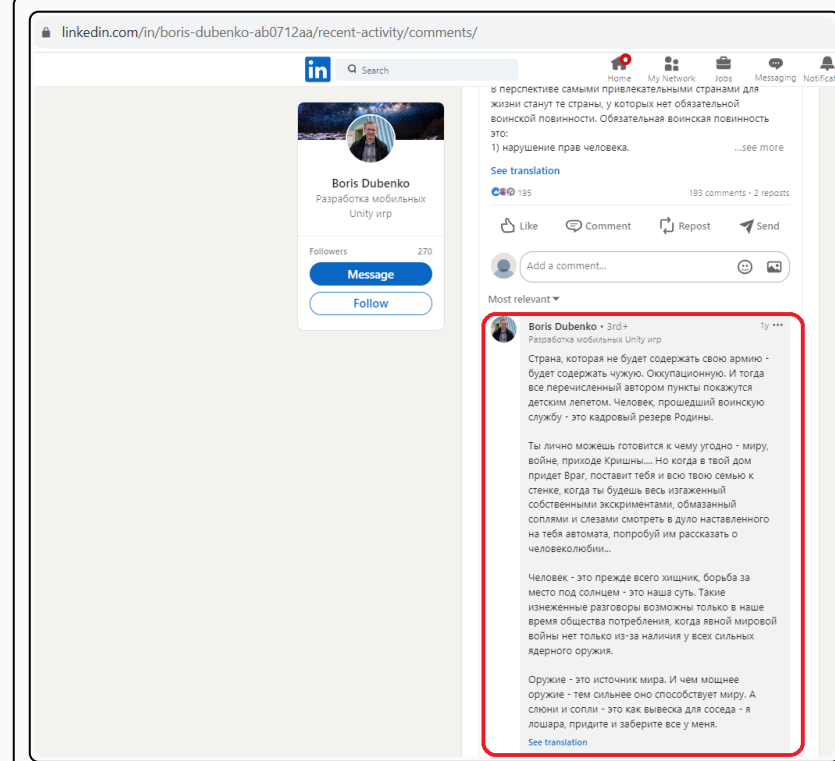 linkedin.com/in/boris-dubenko-ab0712aa/recent-activity/comments/
in
Search
Home
My Network
Jobs
Messaging
Notificat
Boris Dubenko
Разработка мобильных
Unity игр
Followers 270
Message
Follow
В перспективе самыми привлекательными странами для
жизни станут те страны, у которых нет обязательной
воинской повинности. Обязательная воинская повинность
это:
1) нарушение прав человека. ...see more
See translation
195 193 comments • 2 reposts
Like Comment Repost Send
Add a comment...
Most relevant
Boris Dubenko • 3rd+ 1y
Разработка мобильных Unity игр
Страна, которая не будет содержать свою армию -
будет содержать чужую. Оккупационную. И тогда
все перечисленный автором пункты покажутся
детским лепетом. Человек, прошедший воинскую
службу - это кадровый резерв Родины.
Ты лично можешь готовится к чему угодно - миру,
войне, приходе Кришны.... Но когда в твой дом
придет Враг, поставит тебя и всю твою семью к
стенке, когда ты будешь весь изгаженный
собственными экскриментами, обмазанный
соплями и слезами смотреть в дуло наставленного
на тебя автомата, попробуй им рассказать о
человеколюбии...
Человек - это прежде всего хищник, борьба за
место под солнцем - это наша суть. Такие
изнеженные разговоры возможны только в наше
время общества потребления, когда явной мировой
войны нет только из-за наличия у всех сильных
ядерного оружия.
Оружие - это источник мира. И чем мощнее
оружие - тем сильнее оно способствует миру. А
слюни и сопли - это как вывеска для соседа - я
лошара, придите и заберите все у меня.
See translation